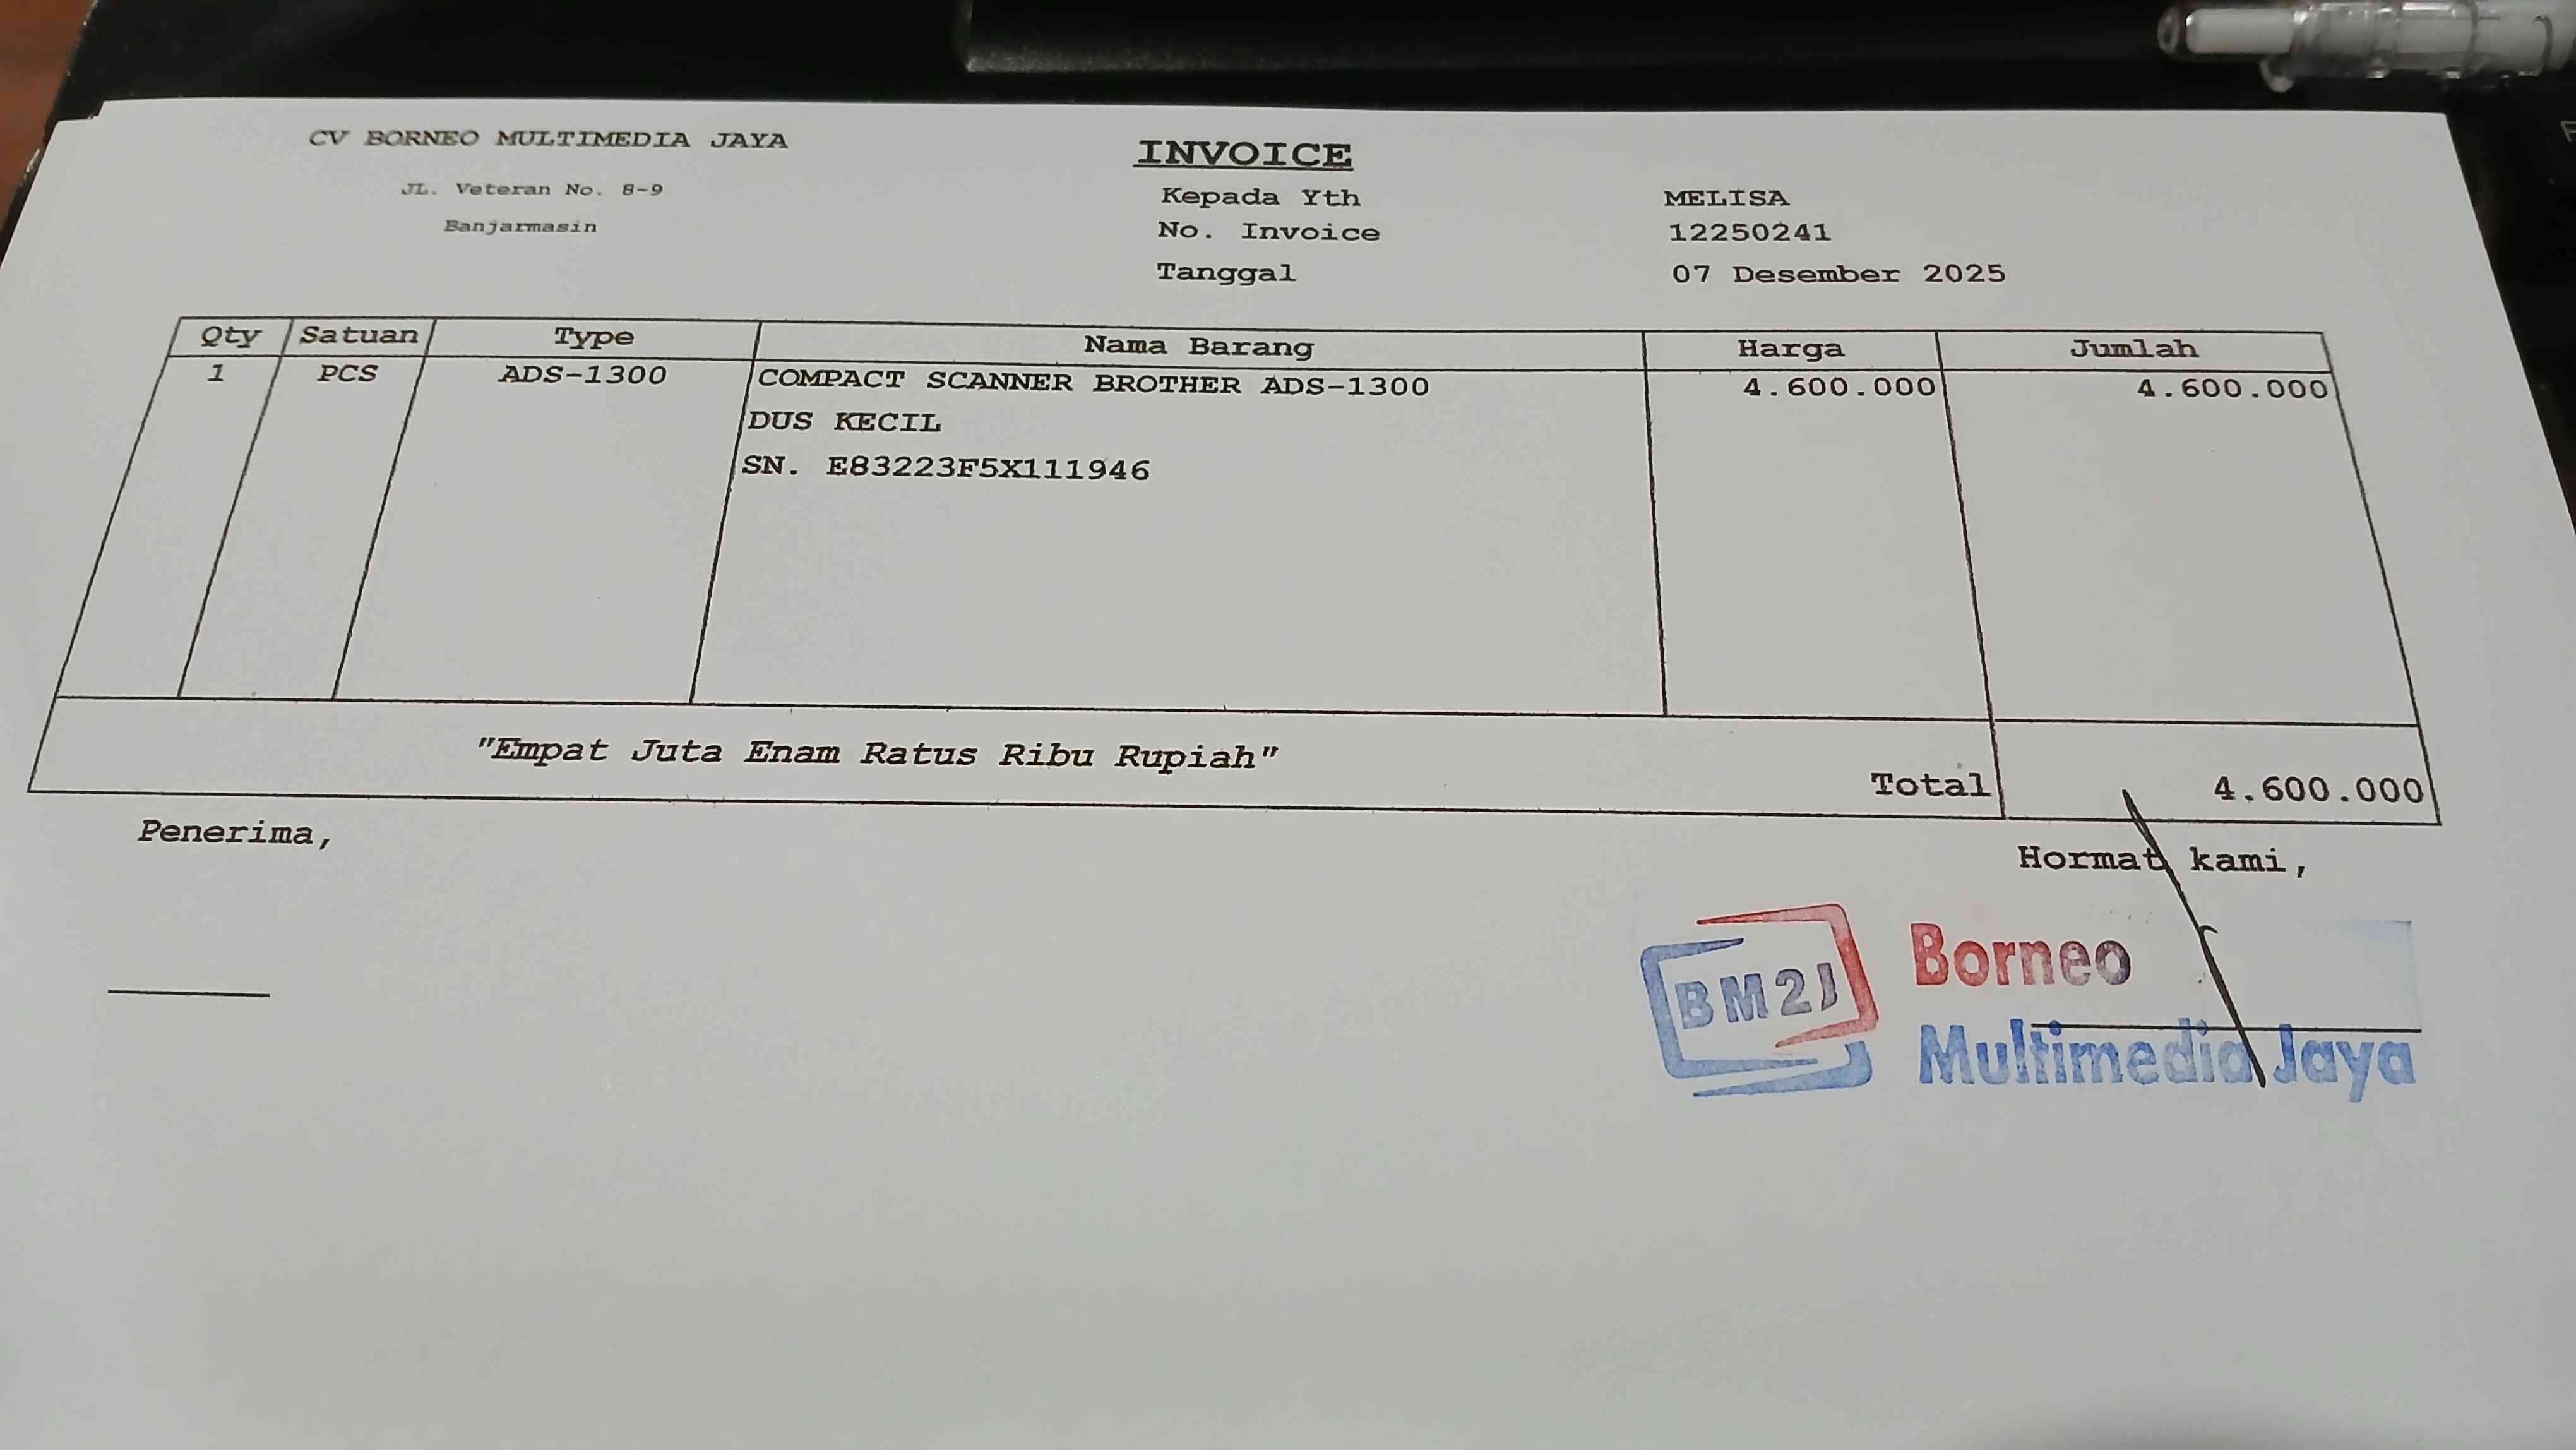 CV BORNEO MULTIMEDIA JAYA
JL. Veteran No. 8-9
Banjarmasin
INVOICE
Kepada Yth MELISA
No. Invoice 12250241
Tanggal 07 Desember 2025
Qty Satuan Type Nama Barang Harga Jumlah
1 PCS ADS-1300 COMPACT SCANNER BROTHER ADS-1300 4.600.000 4.600.000
DUS KECIL
SN. E83223F5X111946
"Empat Juta Enam Ratus Ribu Rupiah"
Total 4.600.000
Penerima,
Hormat kami,
BM2J
Borneo
Multimedia Jaya